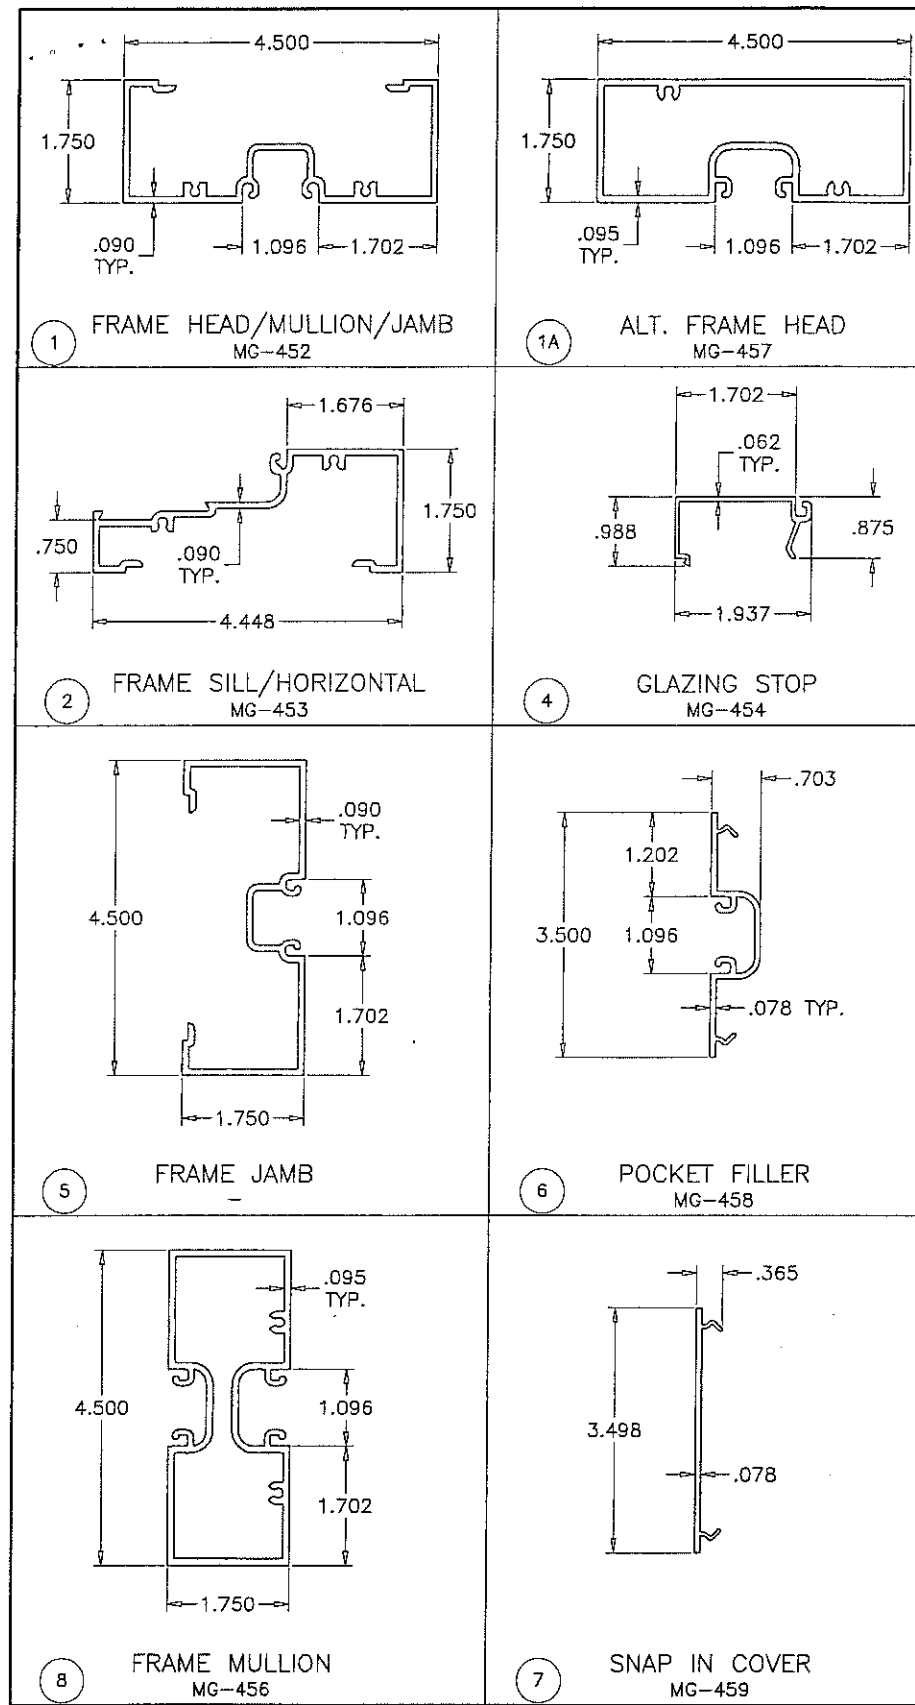 4.500
1.750
.090
TYP.
1.096
1.702
1 FRAME HEAD/MULLION/JAMB
MG-452
4.500
1.750
.095
TYP.
1.096
1.702
1A ALT. FRAME HEAD
MG-457
1.676
1.750
.750
.090
TYP.
4.448
2 FRAME SILL/HORIZONTAL
MG-453
1.702
.062
TYP.
.988
.875
1.937
4 GLAZING STOP
MG-454
.090
TYP.
4.500
1.096
1.702
1.750
5 FRAME JAMB
–
.703
1.202
3.500
1.096
.078 TYP.
6 POCKET FILLER
MG-458
.095
TYP.
4.500
1.096
1.702
1.750
8 FRAME MULLION
MG-456
.365
3.498
.078
7 SNAP IN COVER
MG-459